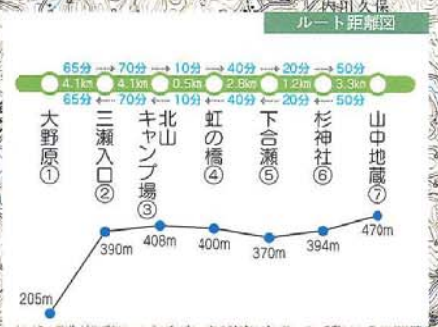 ルート距離図
65分 → 70分 → 10分 → 40分 → 20分 → 50分
4.1km 4.1km 0.5km 2.8km 1.2km 3.3km
65分 ← 70分 ← 10分 ← 40分 ← 20分 ← 50分
大野原①
三瀬入口②
北山
キャンプ場③
虹の橋④
下合瀬⑤
杉神社⑥
山中地蔵⑦
205m
390m
408m
400m
370m
394m
470m